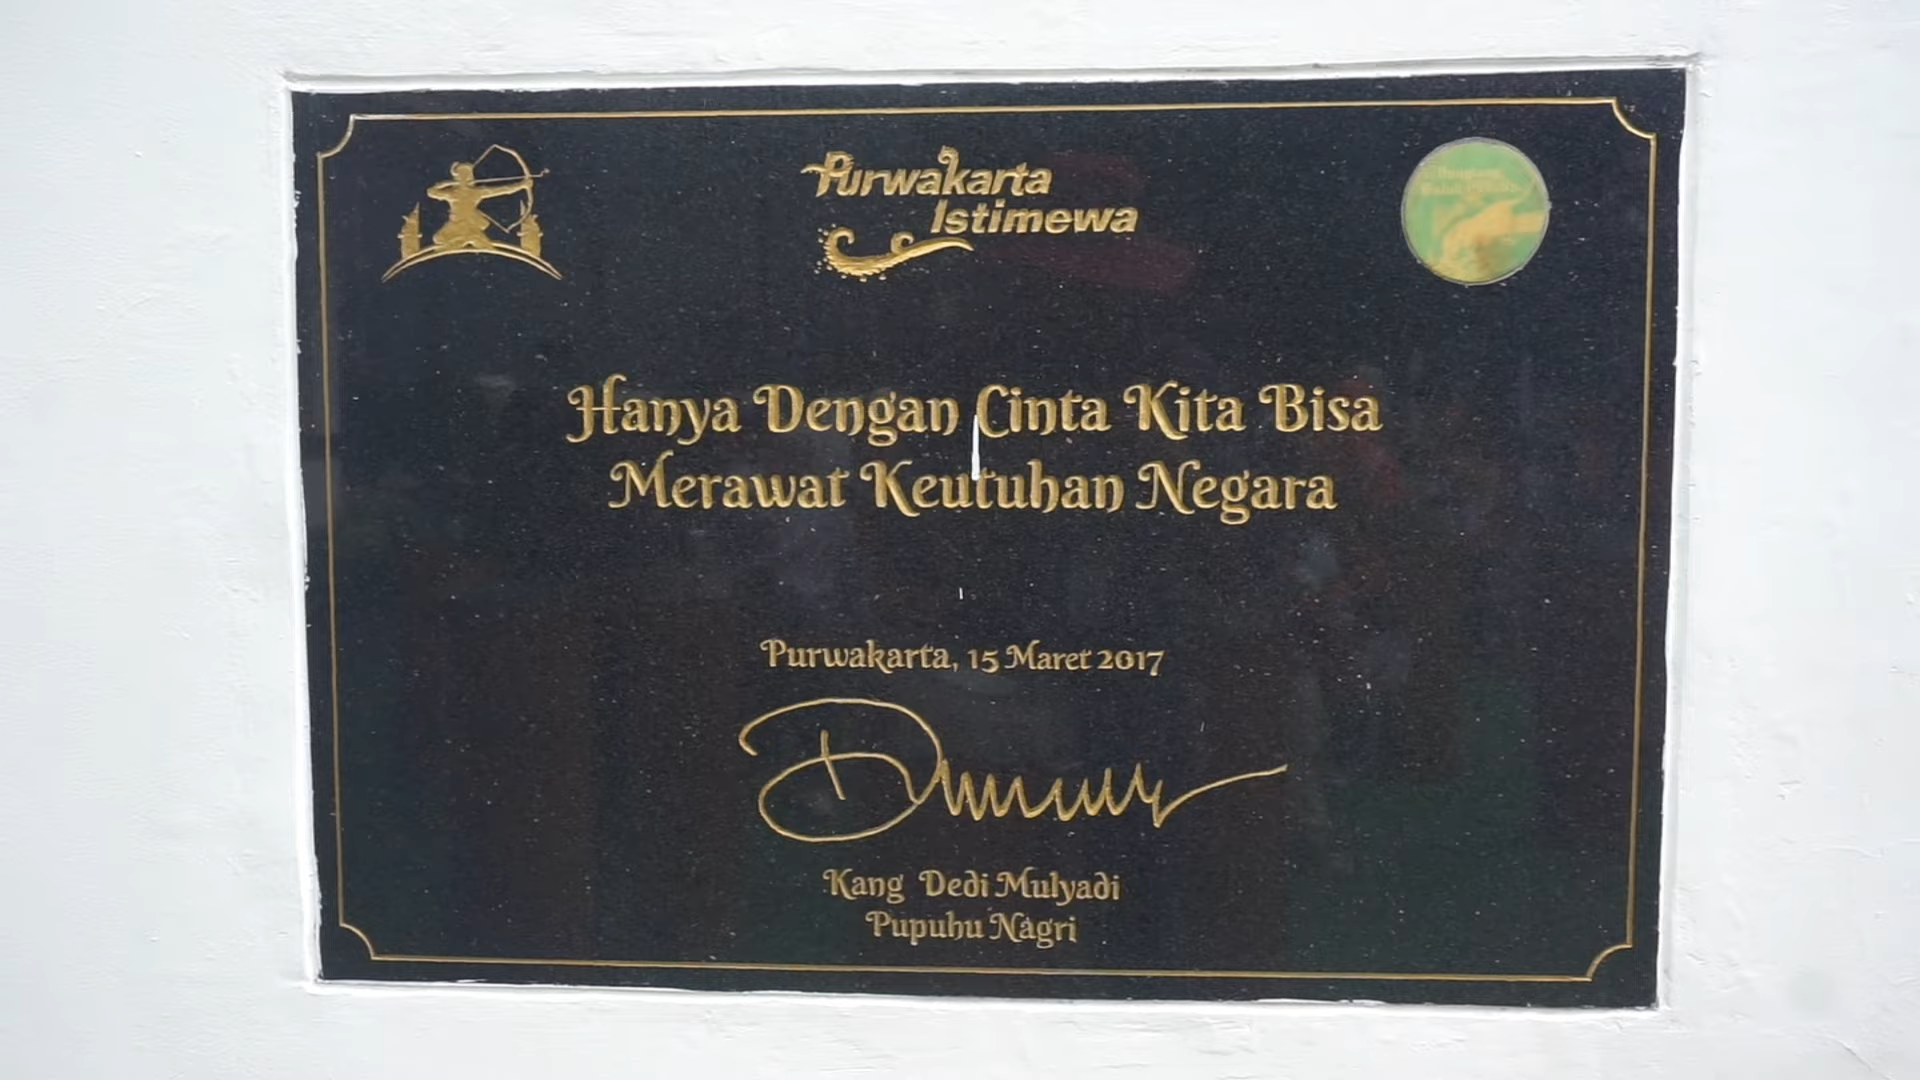 Purwakarta
Istimewa
Hanya Dengan Cinta Kita Bisa
Merawat Keutuhan Negara
Purwakarta, 15 Maret 2017
Kang Dedi Mulyadi
Pupuhu Nagri